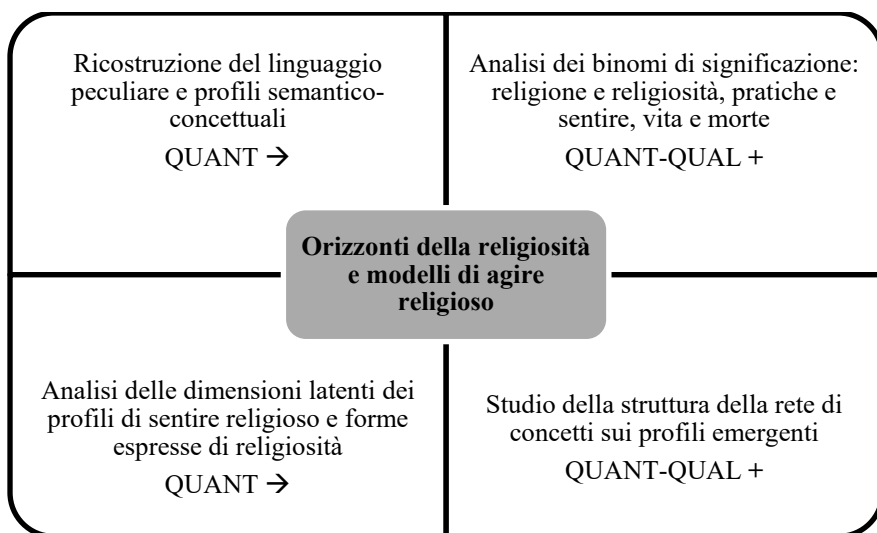 Ricostruzione del linguaggio
peculiare e profili semantico-
concettuali
QUANT →
Analisi dei binomi di significazione:
religione e religiosità, pratiche e
sentire, vita e morte
QUANT-QUAL +
Orizzonti della religiosità
e modelli di agire
religioso
Analisi delle dimensioni latenti dei
profili di sentire religioso e forme
espresse di religiosità
QUANT →
Studio della struttura della rete di
concetti sui profili emergenti
QUANT-QUAL +